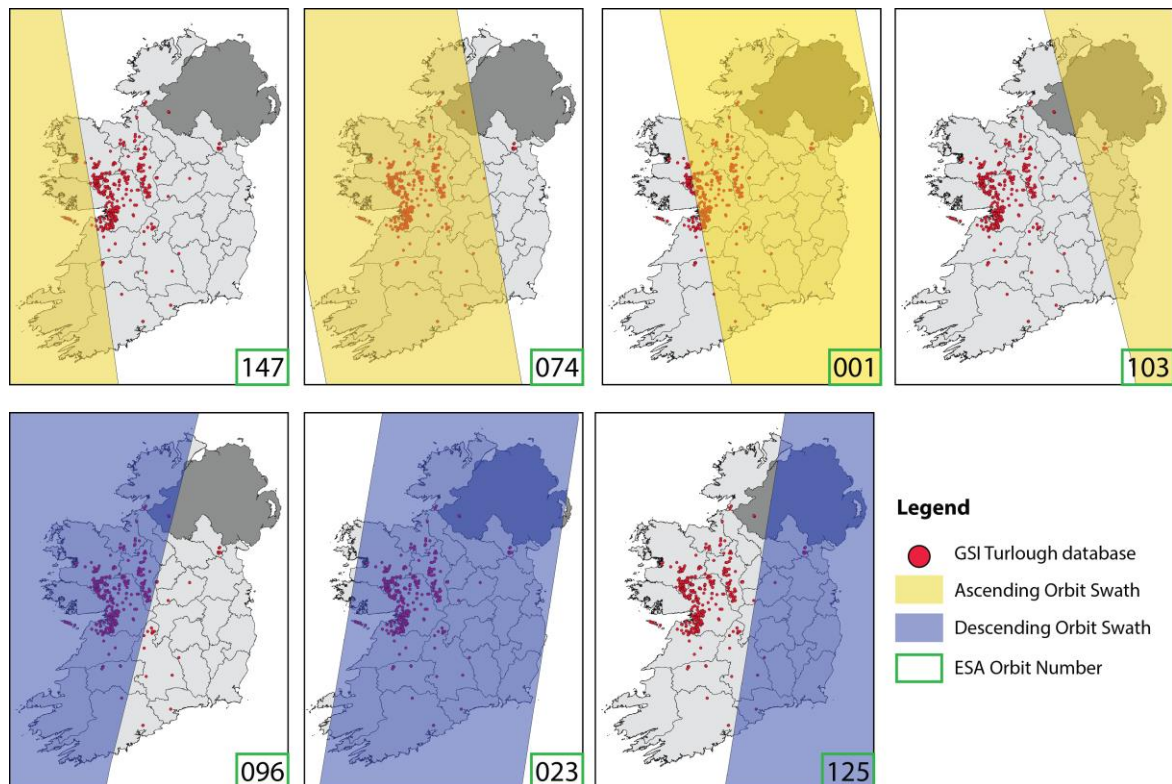 147
074
001
103
096
023
125
Legend
GSI Turlough database
Ascending Orbit Swath
Descending Orbit Swath
ESA Orbit Number